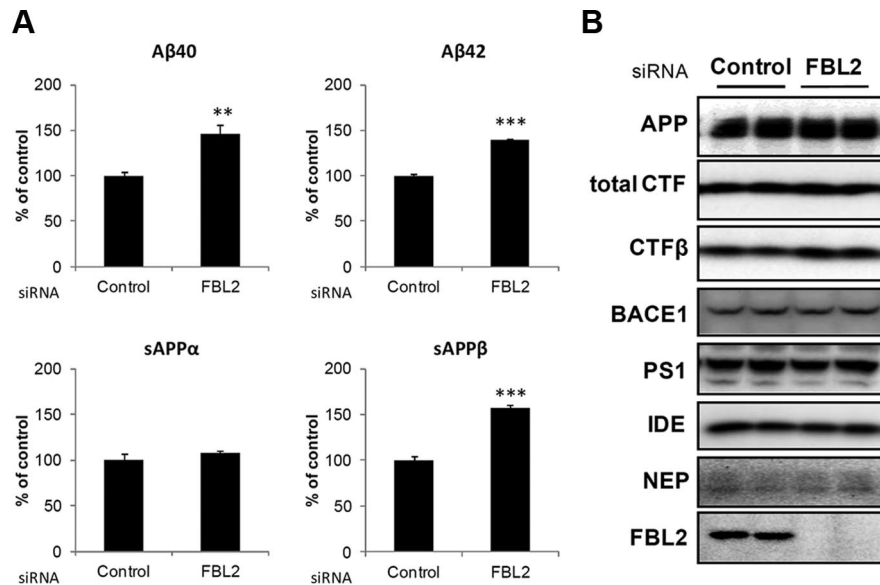 A
Aβ40
200
150
100
50
0
% of control
**
siRNA Control FBL2
Aβ42
200
150
100
50
0
% of control
***
siRNA Control FBL2
sAPPα
200
150
100
50
0
% of control
siRNA Control FBL2
sAPPβ
200
150
100
50
0
% of control
***
siRNA Control FBL2
B
siRNA Control FBL2
APP
total CTF
CTFβ
BACE1
PS1
IDE
NEP
FBL2